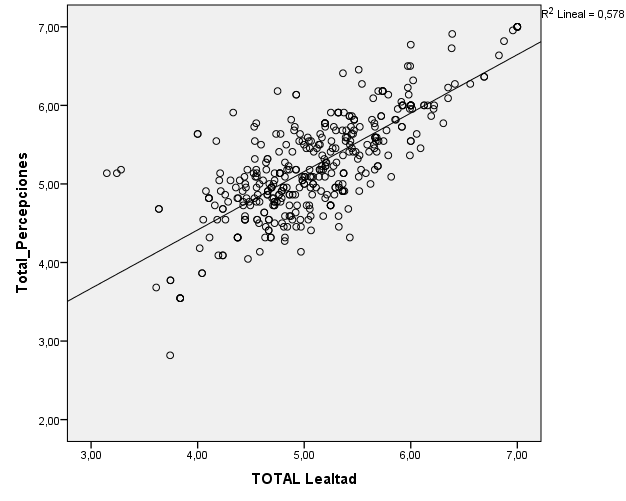 R² Lineal = 0,578
7,00
6,00
5,00
4,00
3,00
2,00
Total_Percepciones
3,00 4,00 5,00 6,00 7,00
TOTAL Lealtad